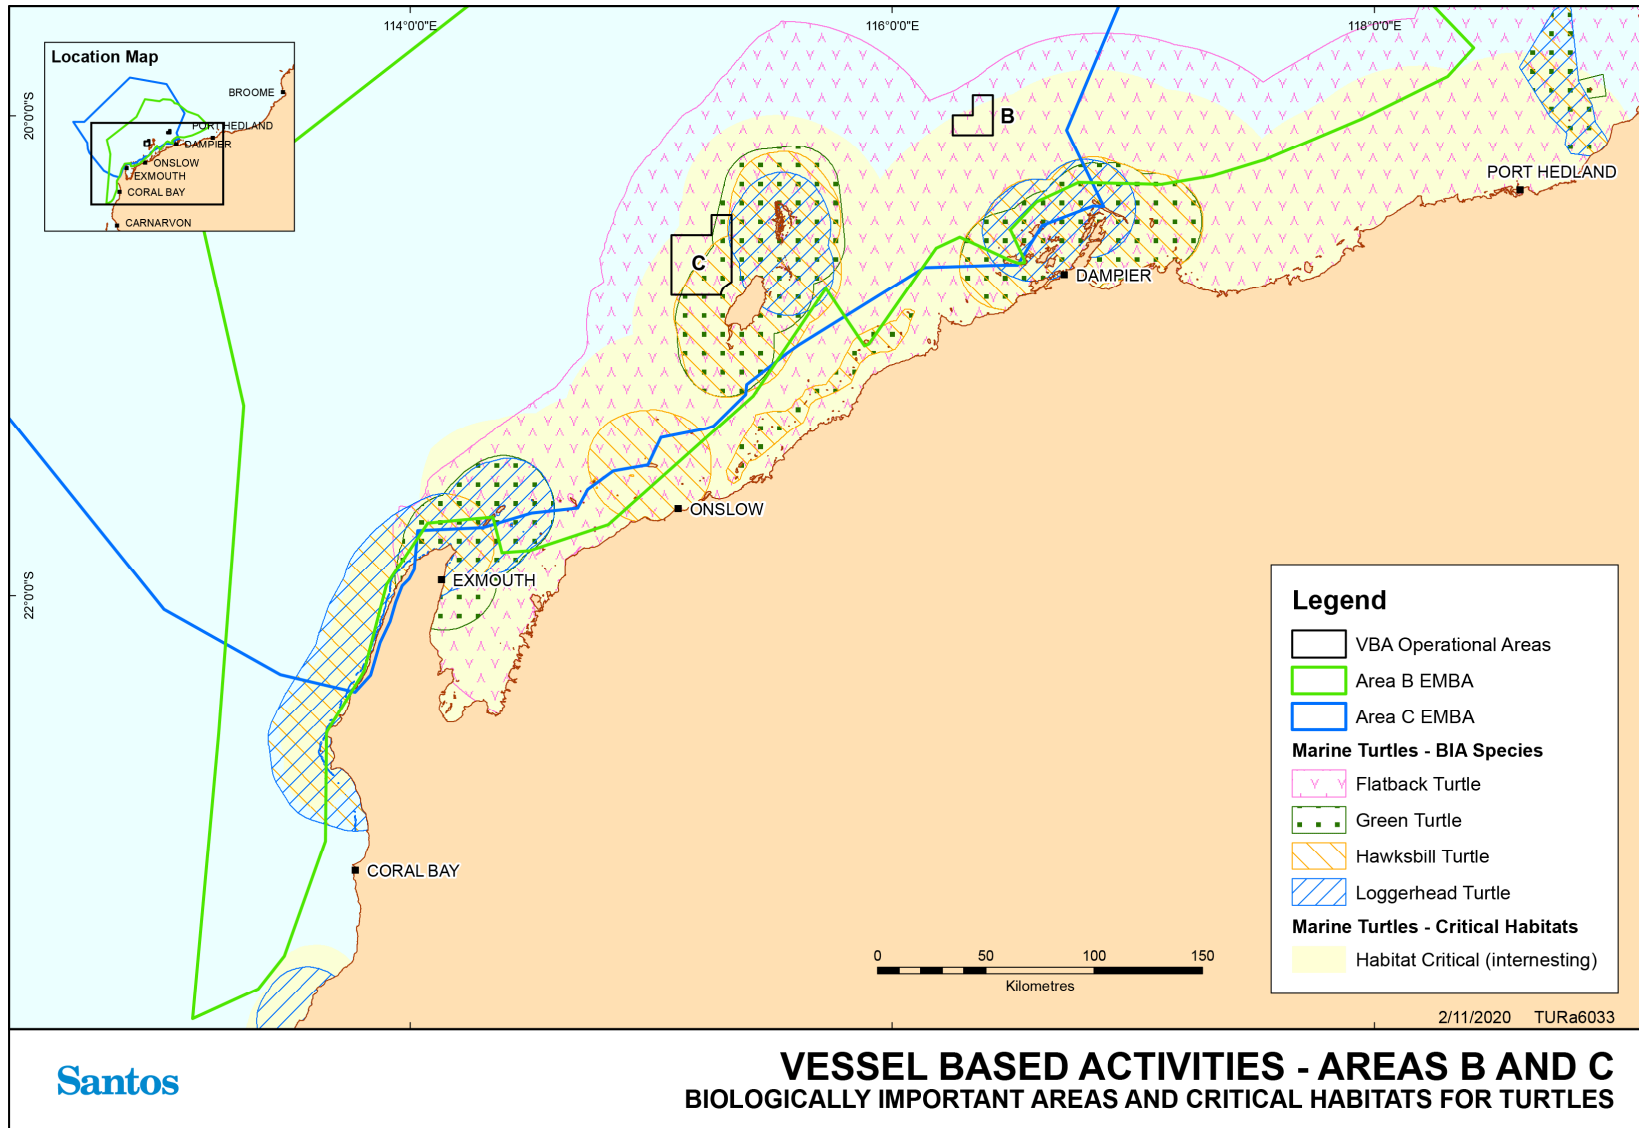 114°0'0"E
116°0'0"E
118°0'0"E
20°0'0"S
22°0'0"S
Location Map
BROOME
PORT HEDLAND
DAMPIER
ONSLOW
EXMOUTH
CORAL BAY
CARNARVON
B
C
PORT HEDLAND
DAMPIER
ONSLOW
EXMOUTH
CORAL BAY
Legend
VBA Operational Areas
Area B EMBA
Area C EMBA
Marine Turtles - BIA Species
Flatback Turtle
Green Turtle
Hawksbill Turtle
Loggerhead Turtle
Marine Turtles - Critical Habitats
Habitat Critical (internesting)
0 50 100 150
Kilometres
2/11/2020 TURa6033
Santos
VESSEL BASED ACTIVITIES - AREAS B AND C
BIOLOGICALLY IMPORTANT AREAS AND CRITICAL HABITATS FOR TURTLES